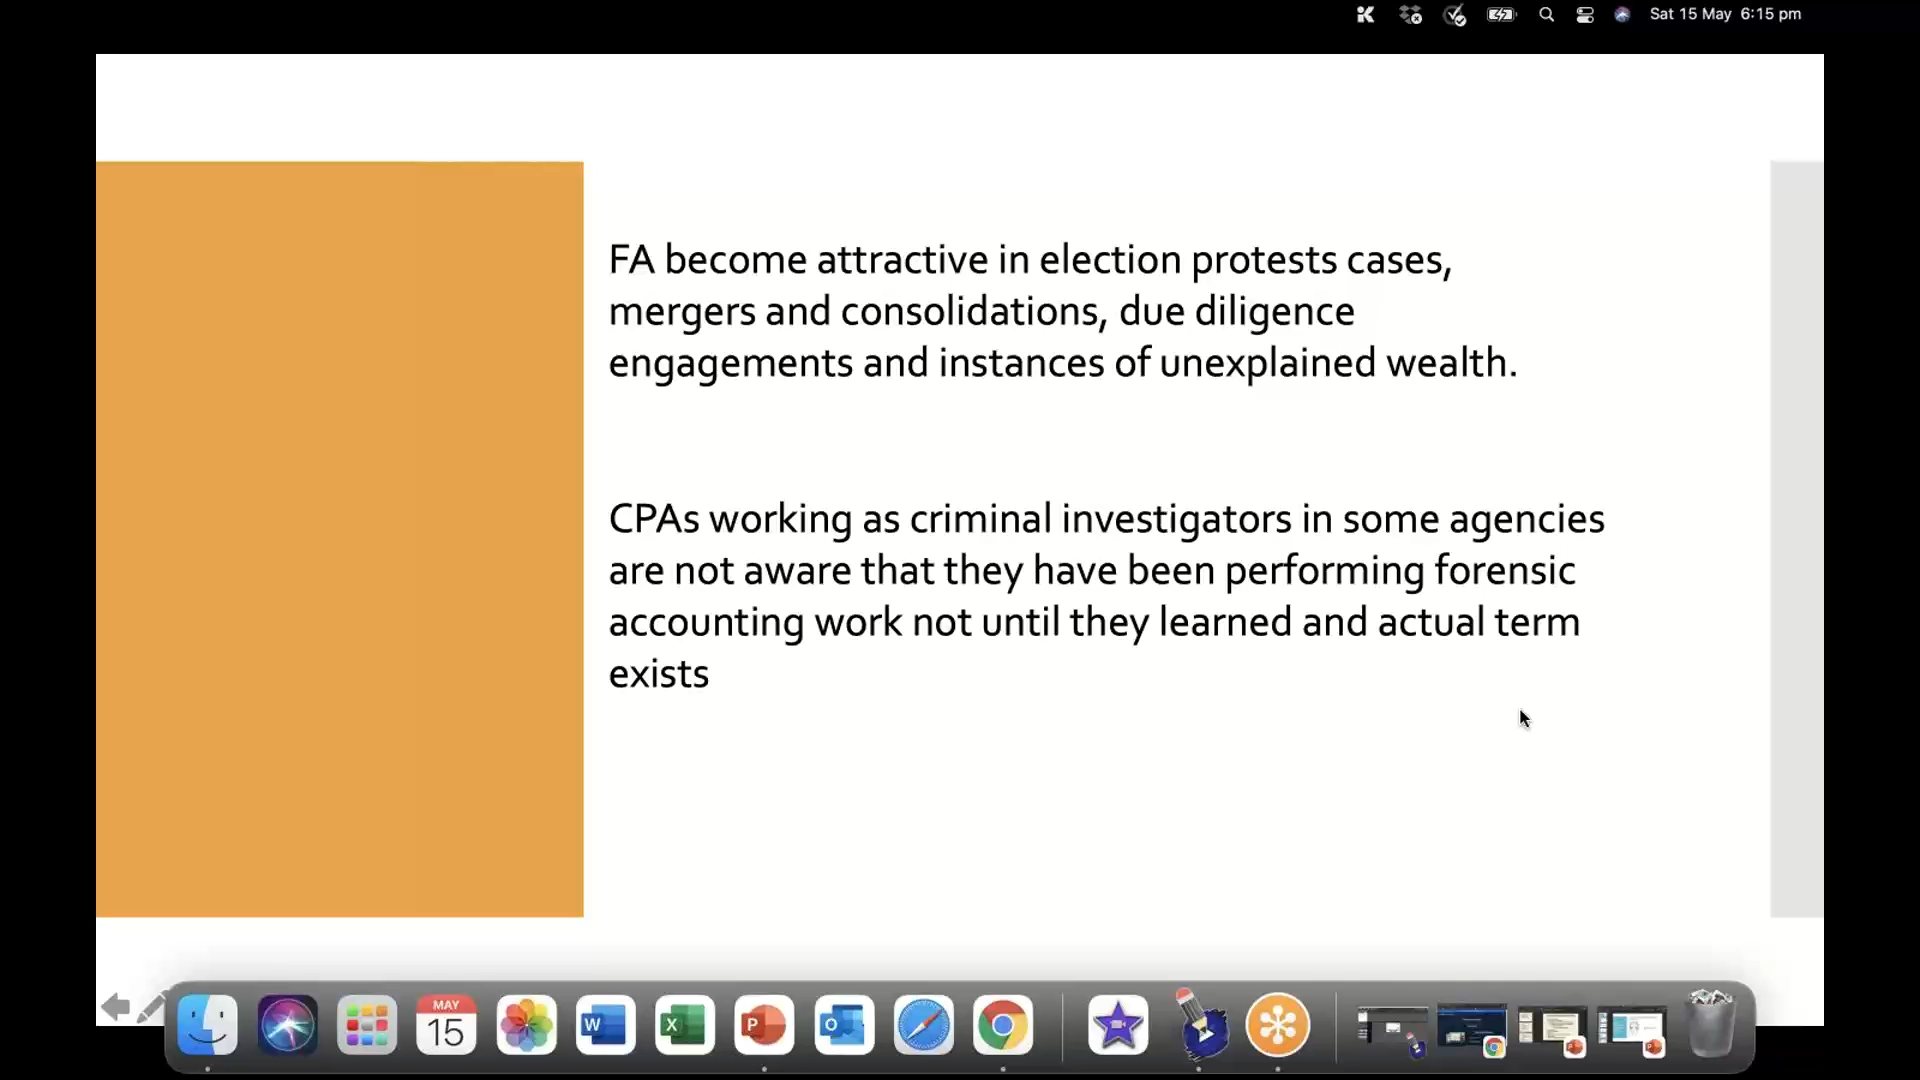 Sat 15 May 6:15 pm
FA become attractive in election protests cases,
mergers and consolidations, due diligence
engagements and instances of unexplained wealth.
CPAs working as criminal investigators in some agencies
are not aware that they have been performing forensic
accounting work not until they learned and actual term
exists
MAY
15
W
X
P
O